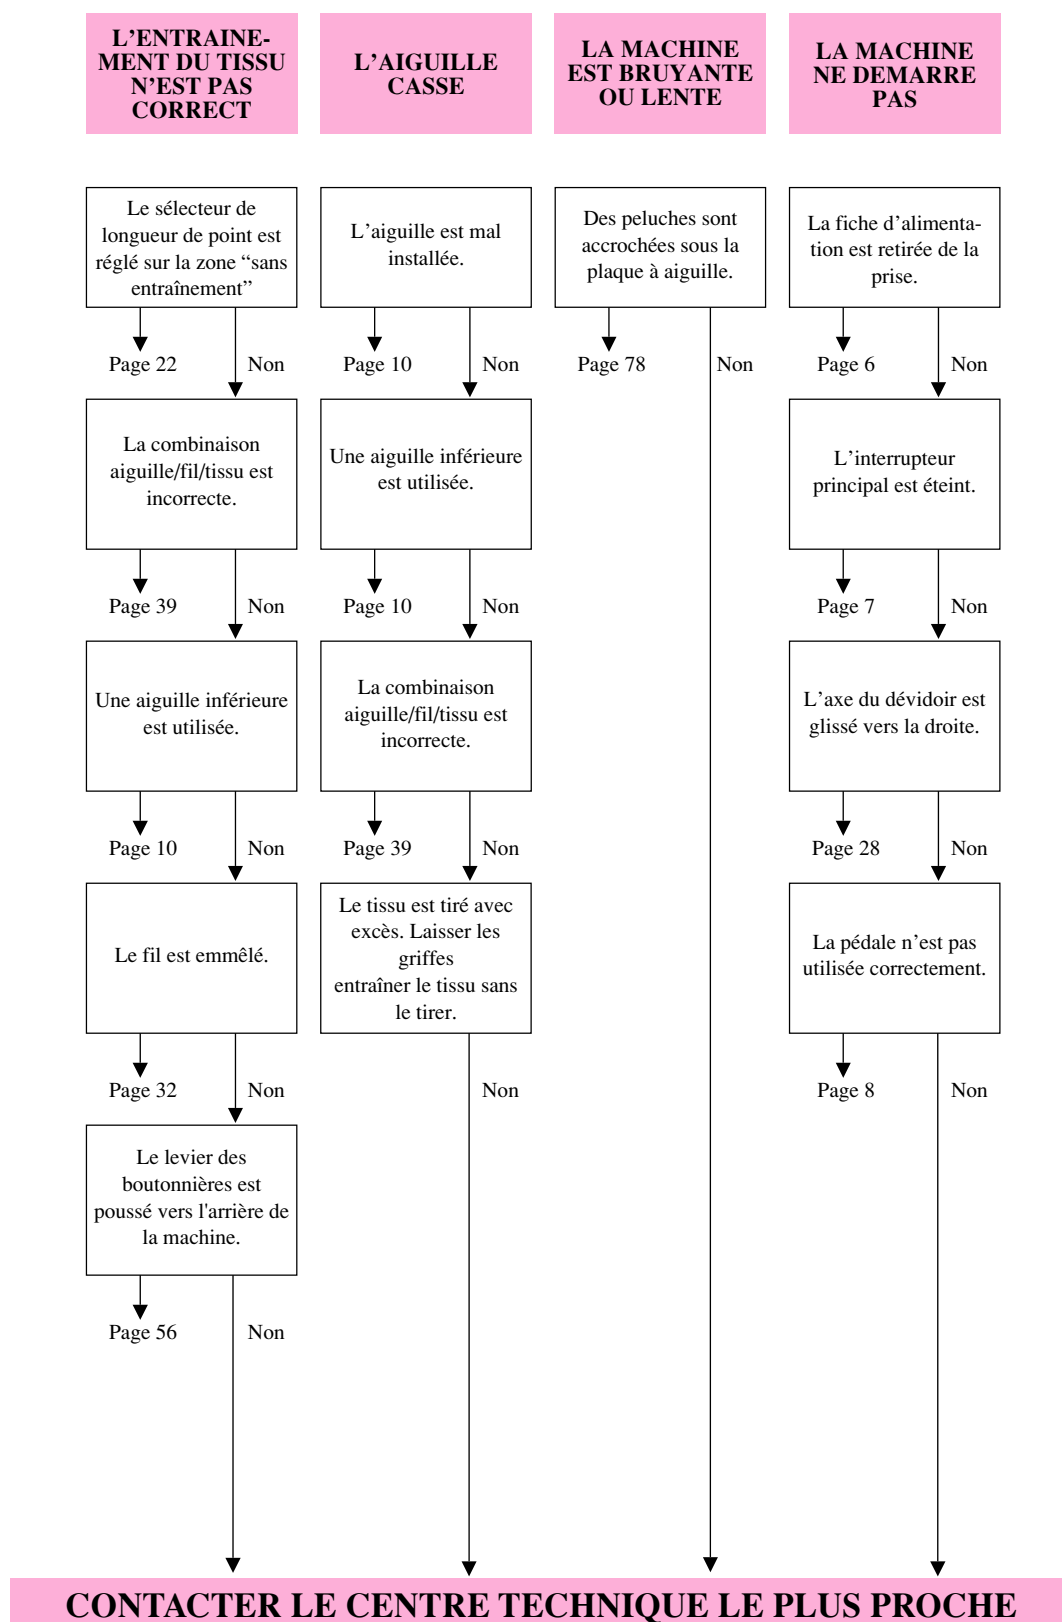 L’ENTRAINE-
MENT DU TISSU
N’EST PAS
CORRECT
L’AIGUILLE
CASSE
LA MACHINE
EST BRUYANTE
OU LENTE
LA MACHINE
NE DEMARRE
PAS
Le sélecteur de
longueur de point est
réglé sur la zone “sans
entraînement”
L’aiguille est mal
installée.
Des peluches sont
accrochées sous la
plaque à aiguille.
La fiche d’alimenta-
tion est retirée de la
prise.
Page 22 Non
Page 10 Non
Page 78 Non
Page 6 Non
La combinaison
aiguille/fil/tissu est
incorrecte.
Une aiguille inférieure
est utilisée.
L’interrupteur
principal est éteint.
Page 39 Non
Page 10 Non
Page 7 Non
Une aiguille inférieure
est utilisée.
La combinaison
aiguille/fil/tissu est
incorrecte.
L’axe du dévidoir est
glissé vers la droite.
Page 10 Non
Page 39 Non
Page 28 Non
Le fil est emmêlé.
Le tissu est tiré avec
excès. Laisser les
griffes
entraîner le tissu sans
le tirer.
La pédale n’est pas
utilisée correctement.
Page 32 Non
Non
Page 8 Non
Le levier des
boutonnières est
poussé vers l'arrière de
la machine.
Page 56 Non
CONTACTER LE CENTRE TECHNIQUE LE PLUS PROCHE